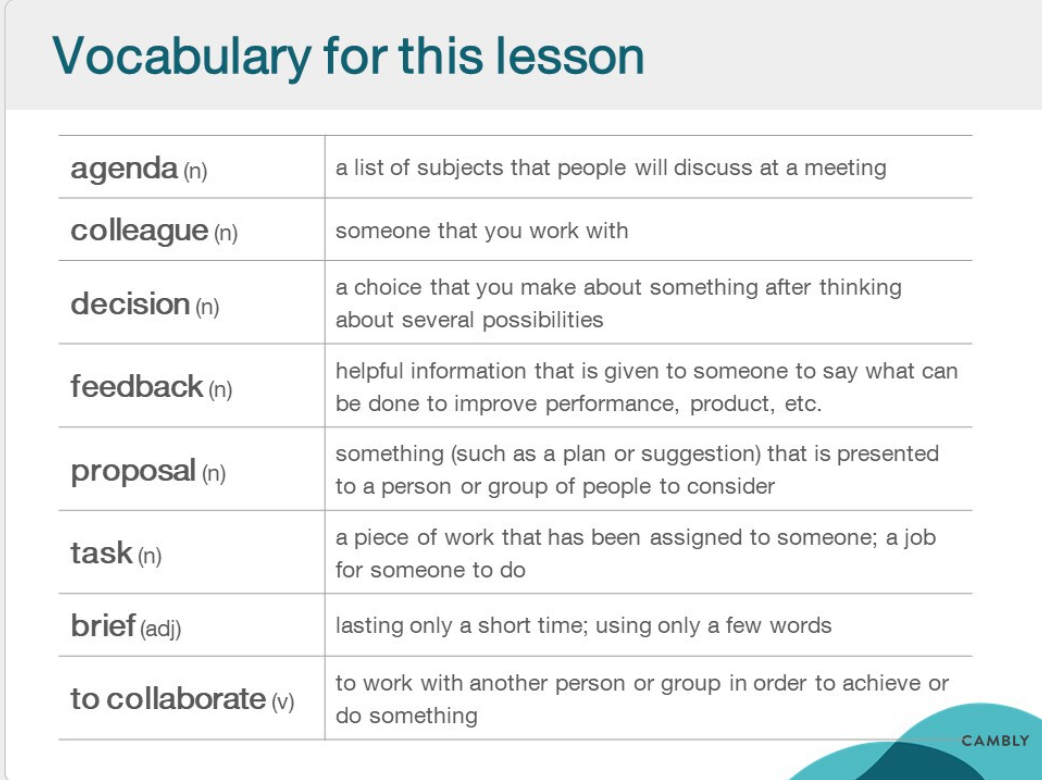 Vocabulary for this lesson
agenda (n)
a list of subjects that people will discuss at a meeting
colleague (n)
someone that you work with
decision (n)
a choice that you make about something after thinking
about several possibilities
feedback (n)
helpful information that is given to someone to say what can
be done to improve performance, product, etc.
proposal (n)
something (such as a plan or suggestion) that is presented
to a person or group of people to consider
task (n)
a piece of work that has been assigned to someone; a job
for someone to do
brief (adj)
lasting only a short time; using only a few words
to collaborate (v)
to work with another person or group in order to achieve or
do something
CAMBLY